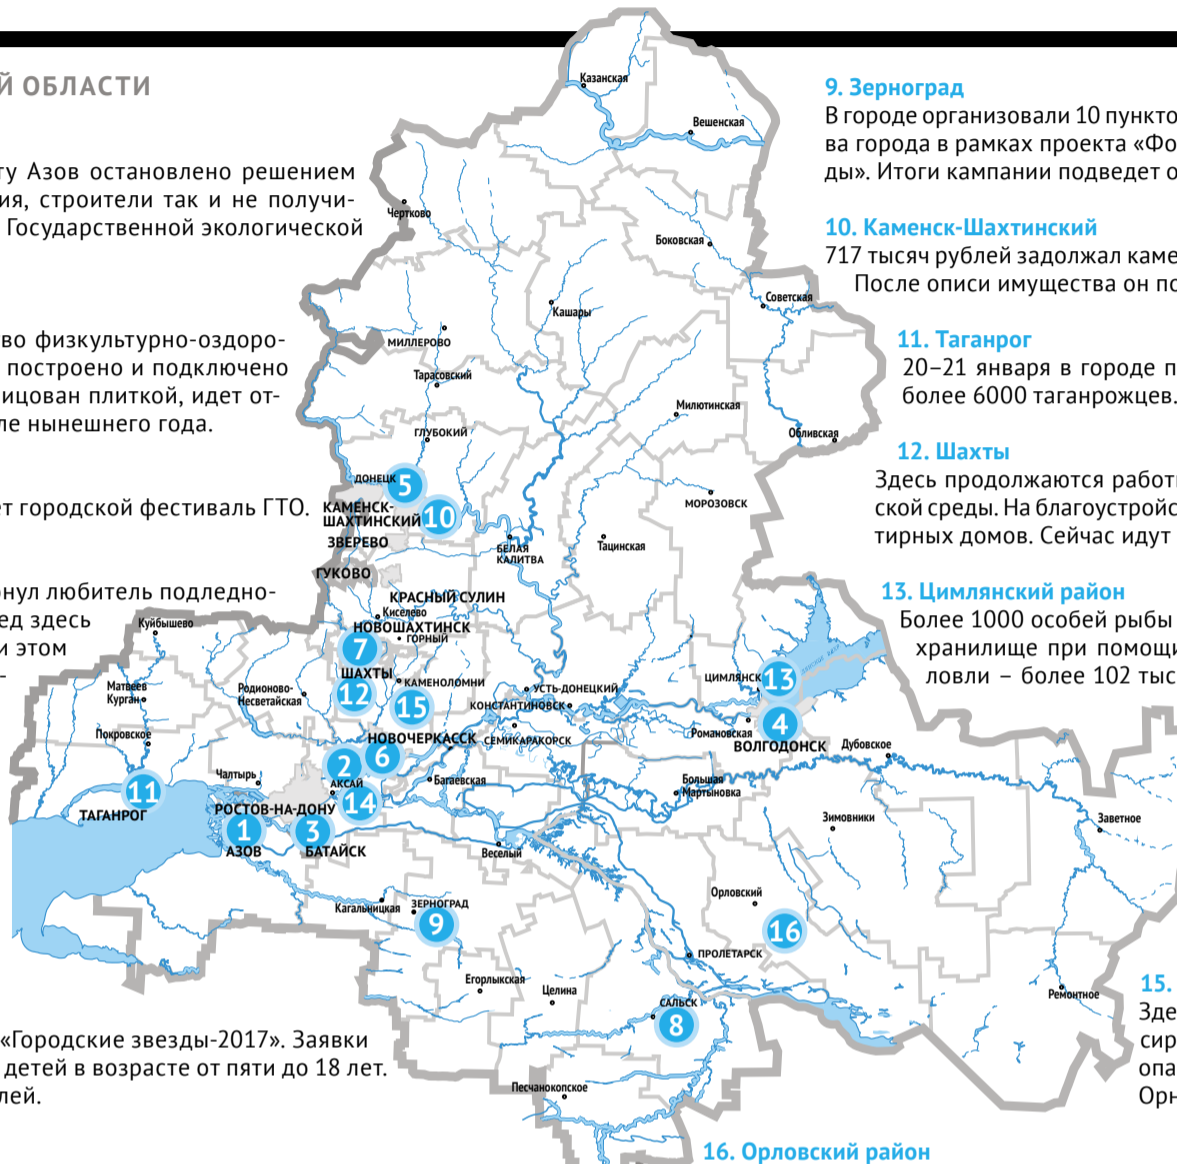 Й ОБЛАСТИ
ту Азов остановлено решением
ия, строители так и не получи-
Государственной экологической
во физкультурно-оздоро-
построено и подключено
ицован плиткой, идет от-
ле нынешнего года.
ет городской фестиваль ГТО.
онул любитель подледно-
ед здесь
и этом
-
«Городские звезды-2017». Заявки
детей в возрасте от пяти до 18 лет.
лей.
Казанская
Вешенская
Чертково
Боковская
Советская
Кашары
МИЛЛЕРОВО
Тарасовский
Милютинская
Обливская
ГЛУБОКИЙ
ДОНЕЦК
5
КАМЕНСК-
ШАХТИНСКИЙ
10
МОРОЗОВСК
ЗВЕРЕВО
БЕЛАЯ
КАЛИТВА
Тацинская
ГУКОВО
КРАСНЫЙ СУЛИН
Киселево
НОВОШАХТИНСК
ГОРНЫЙ
7
Куйбышево
ШАХТЫ
КАМЕНОЛОМНИ
12
15
Матвеев
Курган
Родионово-
Несветайская
УСТЬ-ДОНЕЦКИЙ
КОНСТАНТИНОВСК
ЦИМЛЯНСК
13
4
Романовская
ВОЛГОДОНСК
Покровское
НОВОЧЕРКАССК
СЕМИКАРАКОРСК
Дубовское
2
6
Чалтырь
АКСАЙ
Багаевская
Большая
Мартыновка
11
14
ТАГАНРОГ
РОСТОВ-НА-ДОНУ
1
3
АЗОВ
БАТАЙСК
Веселый
Зимовники
Заветное
Орловский
Кагальницкая
ЗЕРНОГРАД
9
16
ПРОЛЕТАРСК
Егорлыкская
Целина
САЛЬСК
8
Ремонтное
Песчанокопское
9. Зерноград
В городе организовали 10 пункто
ва города в рамках проекта «Фо
ды». Итоги кампании подведет о
10. Каменск-Шахтинский
717 тысяч рублей задолжал каме
После описи имущества он по
11. Таганрог
20–21 января в городе п
более 6000 таганрожцев.
12. Шахты
Здесь продолжаются работ
ской среды. На благоустройс
тирных домов. Сейчас идут
13. Цимлянский район
Более 1000 особей рыбы
хранилище при помощи
ловли – более 102 тыс
15.
Зде
сир
опа
Орн
16. Орловский район